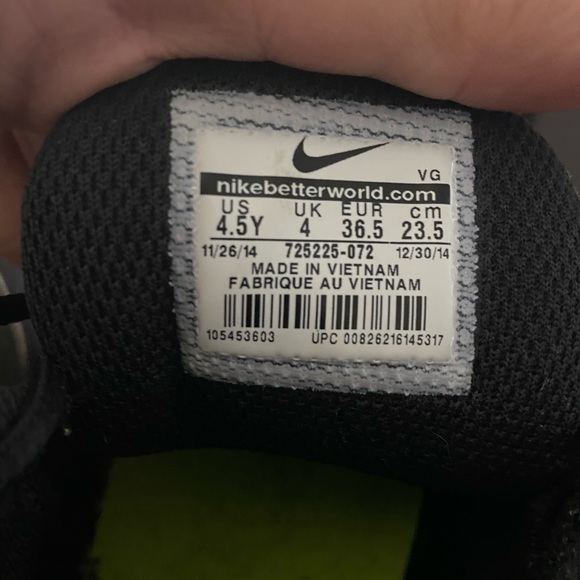 VG
nikebetterworld.com
US UK EUR cm
4.5Y 4 36.5 23.5
11/26/14 725225-072 12/30/14
MADE IN VIETNAM
FABRIQUE AU VIETNAM
105453603 UPC 00826216145317